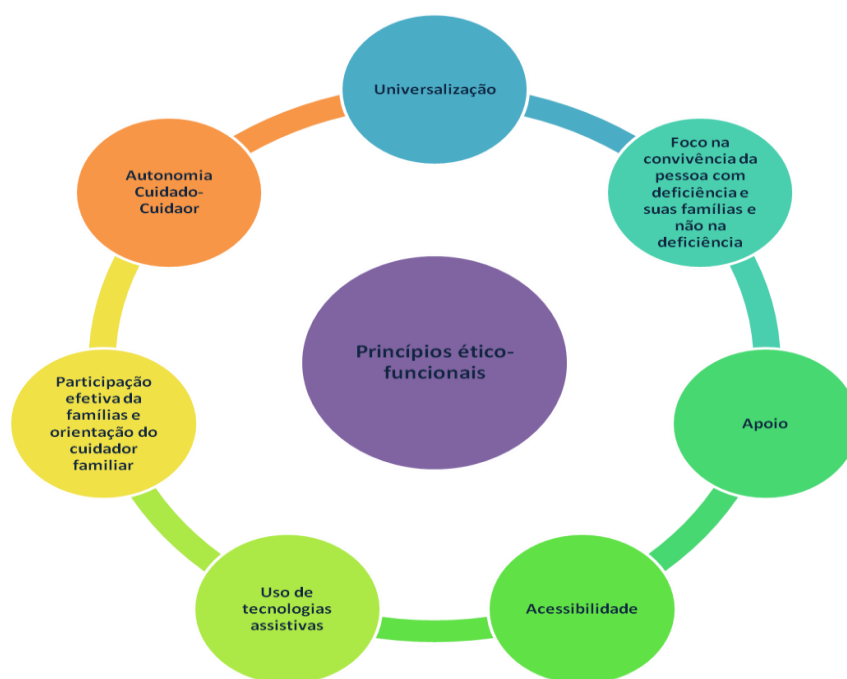 Universalização
Foco na
convivência da
pessoa com
deficiência e
suas famílias e
não na
deficiência
Apoio
Acessibilidade
Uso de
tecnologias
assistivas
Participação
efetiva da
famílias e
orientação do
cuidador
familiar
Autonomia
Cuidado-
Cuidaor
Princípios ético-
funcionais